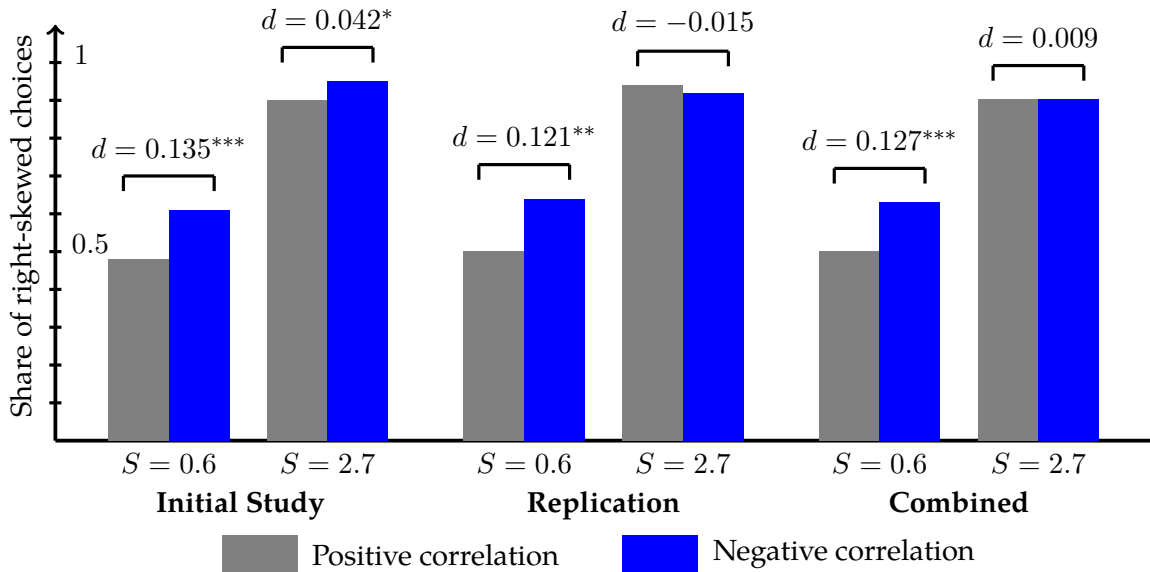 Share of right-skewed choices
1
0.5
d = 0.135***
d = 0.042*
d = 0.121**
d = −0.015
d = 0.127***
d = 0.009
S = 0.6 S = 2.7 S = 0.6 S = 2.7 S = 0.6 S = 2.7
Initial Study Replication Combined
Positive correlation Negative correlation